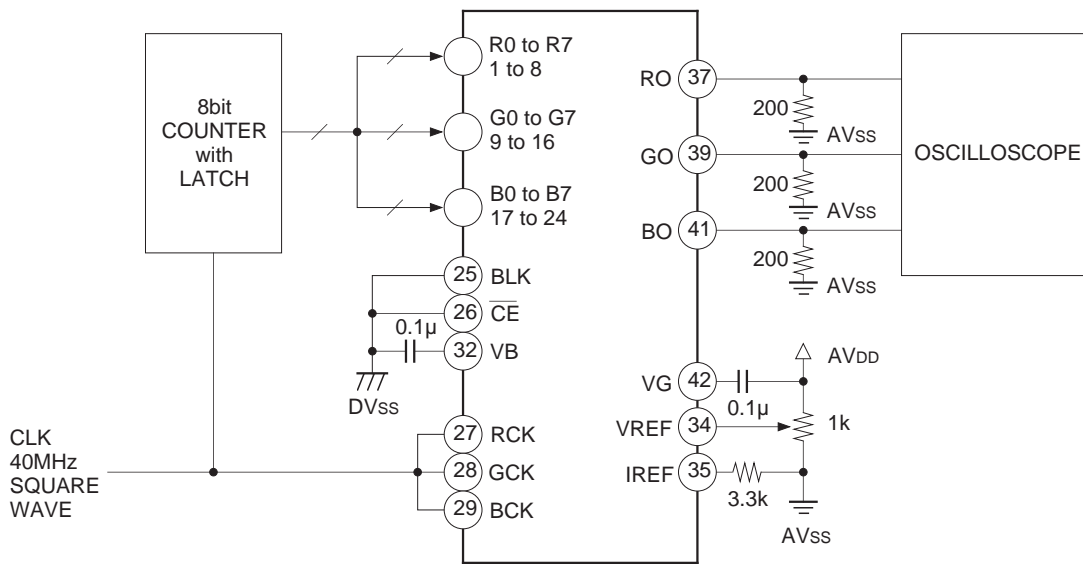 8bit
COUNTER
with
LATCH
R0 to R7
1 to 8
G0 to G7
9 to 16
B0 to B7
17 to 24
25 BLK
26 CE
0.1μ
32 VB
DVSS
27 RCK
28 GCK
29 BCK
CLK
40MHz
SQUARE
WAVE
RO 37
200
AVSS
GO 39
200
AVSS
BO 41
200
AVSS
OSCILLOSCOPE
AVDD
VG 42
0.1μ
VREF 34
1k
IREF 35
3.3k
AVSS